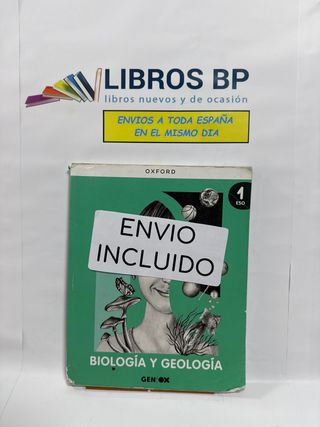 LIBROS BP
libros nuevos y de ocasión
ENVIOS A TODA ESPAÑA
EN EL MISMO DIA
OXFORD
1
ESO
ENVIO
INCLUIDO
BIOLOGÍA Y GEOLOGÍA
GENiOX